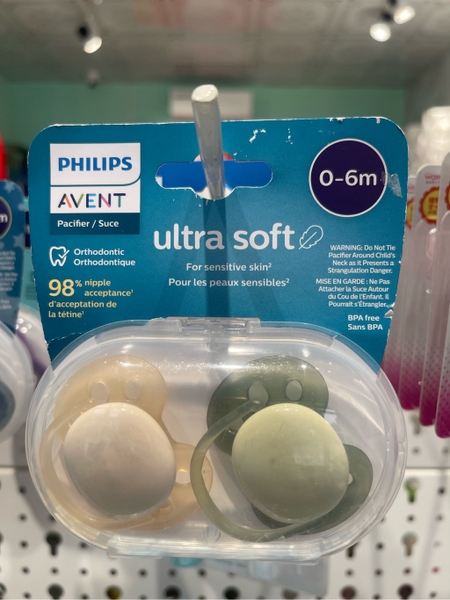 PHILIPS
AVENT
Pacifier / Suce
0-6m
ultra soft
Orthodontic
Orthodontique
98% nipple
acceptance¹
d'acceptation de
la tétine¹
For sensitive skin²
Pour les peaux sensibles²
WARNING: Do Not Tie
Pacifier Around Child's
Neck as it Presents a
Strangulation Danger.
MISE EN GARDE : Ne Pas
Attacher la Suce Autour
du Cou de l'Enfant. Il
Pourrait s'Étrangler.
BPA free
Sans BPA